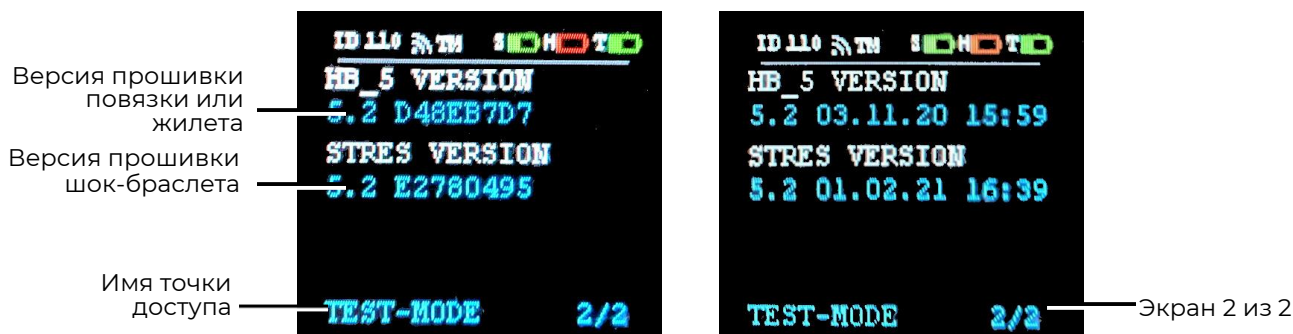 Версия прошивки
повязки или
жилета
Версия прошивки
шок-браслета
Имя точки
доступа
ID 110 TM S H T
HB_5 VERSION
5.2 D48EB7D7
STRES VERSION
5.2 E2780495
TEST-MODE 2/2
ID 110 TM S H T
HB_5 VERSION
5.2 03.11.20 15:59
STRES VERSION
5.2 01.02.21 16:39
TEST-MODE 2/2
Экран 2 из 2